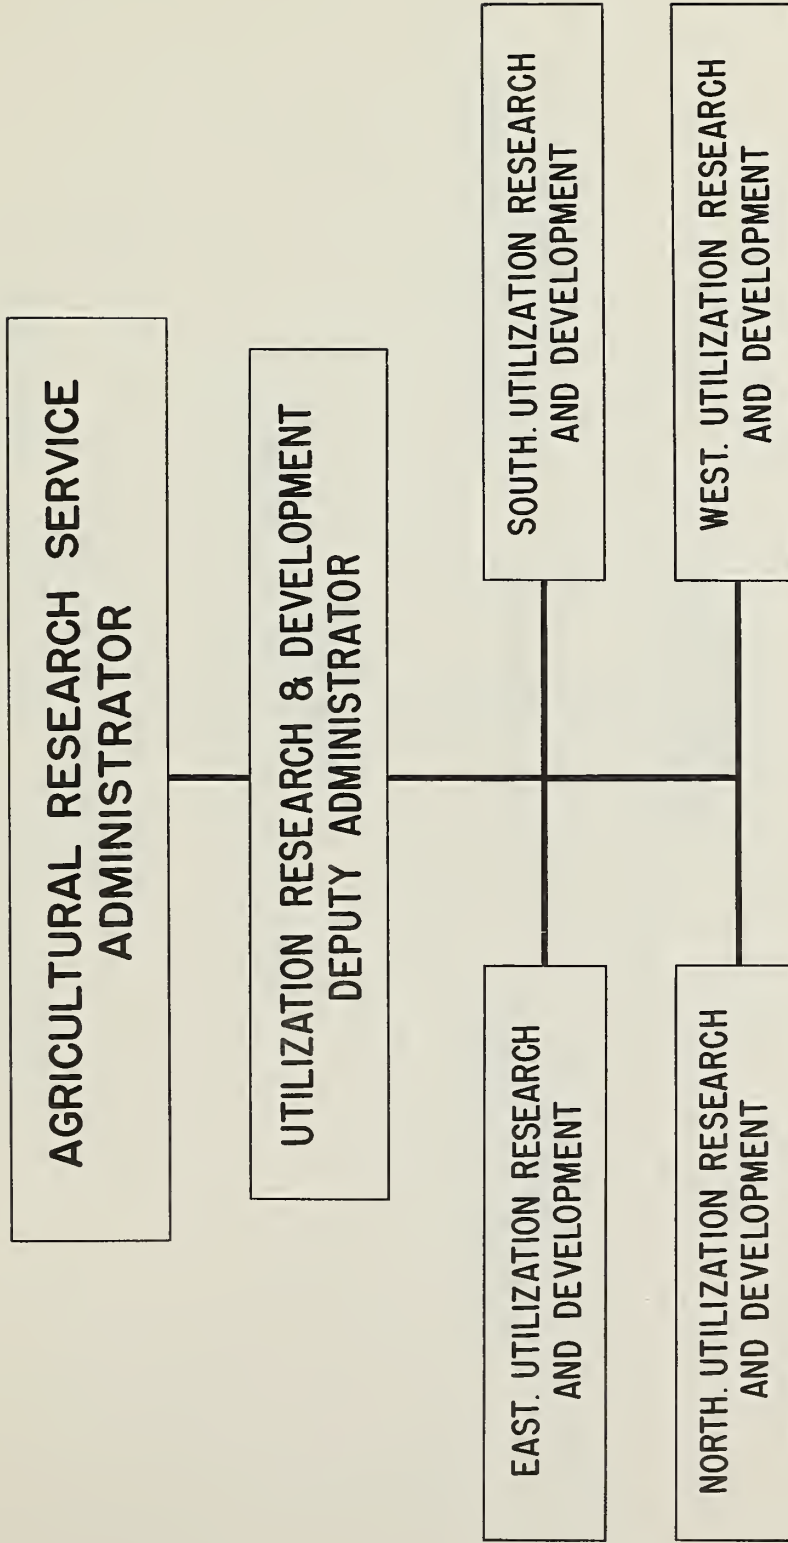 AGRICULTURAL RESEARCH SERVICE
ADMINISTRATOR
UTILIZATION RESEARCH & DEVELOPMENT
DEPUTY ADMINISTRATOR
EAST. UTILIZATION RESEARCH
AND DEVELOPMENT
SOUTH. UTILIZATION RESEARCH
AND DEVELOPMENT
NORTH. UTILIZATION RESEARCH
AND DEVELOPMENT
WEST. UTILIZATION RESEARCH
AND DEVELOPMENT